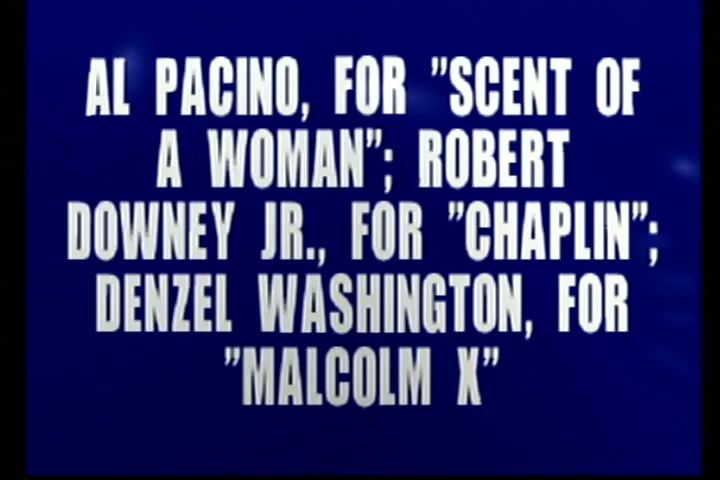 AL PACINO, FOR "SCENT OF
A WOMAN"; ROBERT
DOWNEY JR., FOR "CHAPLIN";
DENZEL WASHINGTON, FOR
"MALCOLM X"